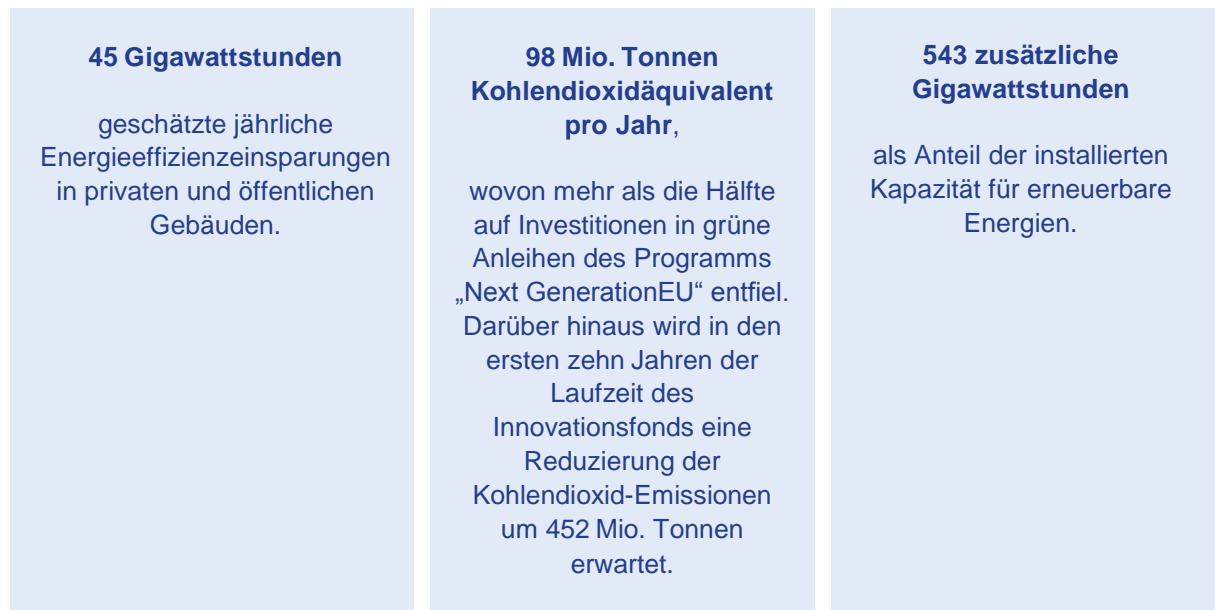 45 Gigawattstunden
geschätzte jährliche
Energieeffizienzeinsparungen
in privaten und öffentlichen
Gebäuden.
98 Mio. Tonnen
Kohlendioxidäquivalent
pro Jahr,
wovon mehr als die Hälfte
auf Investitionen in grüne
Anleihen des Programms
„Next GenerationEU“ entfiel.
Darüber hinaus wird in den
ersten zehn Jahren der
Laufzeit des
Innovationsfonds eine
Reduzierung der
Kohlendioxid-Emissionen
um 452 Mio. Tonnen
erwartet.
543 zusätzliche
Gigawattstunden
als Anteil der installierten
Kapazität für erneuerbare
Energien.